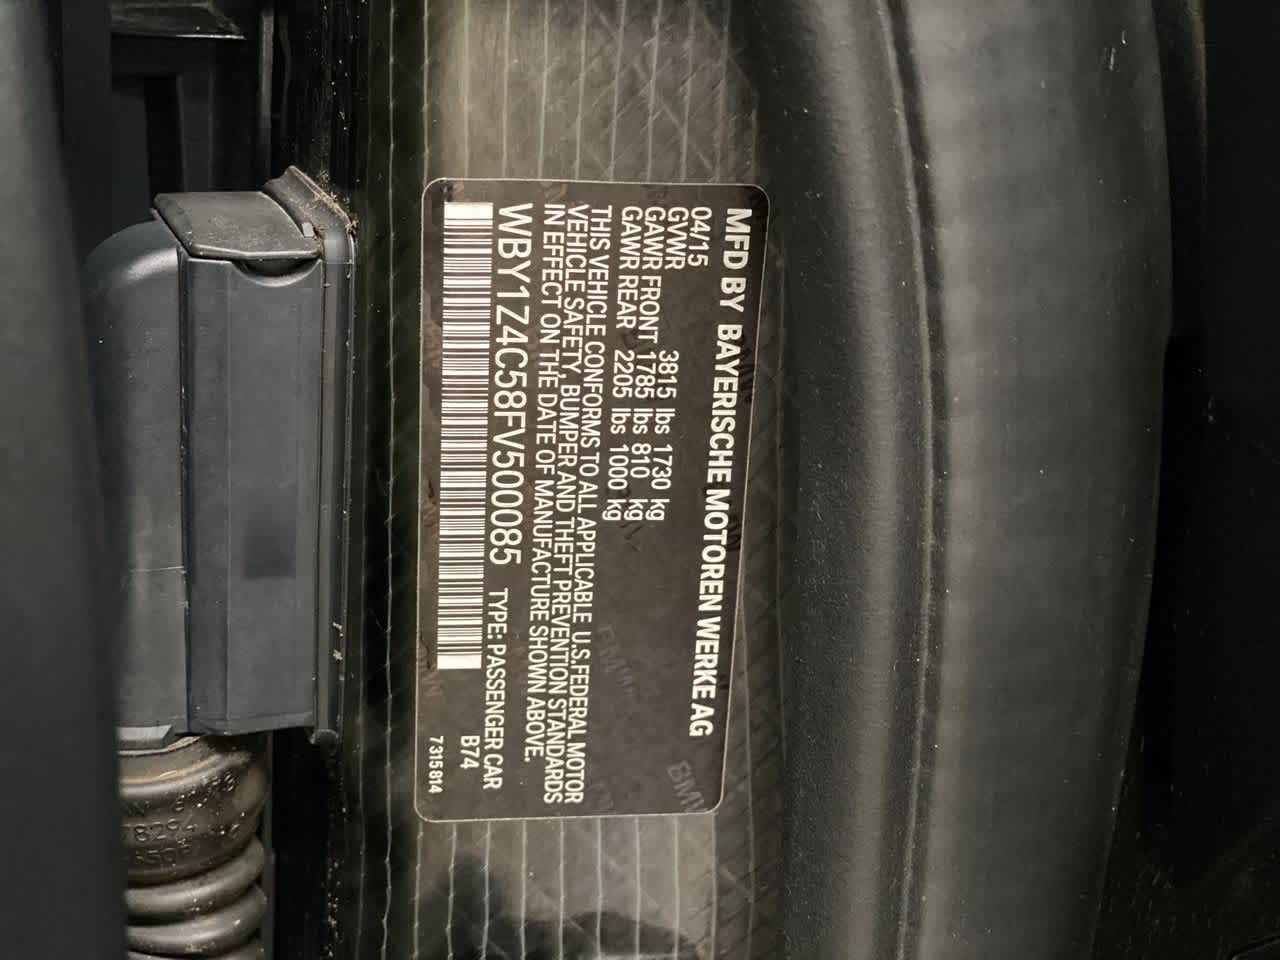 MFD BY BAYERISCHE MOTOREN WERKE AG
04/15
GVWR 3815 lbs 1730 kg
GAWR FRONT 1785 lbs 810 kg
GAWR REAR 2205 lbs 1000 kg
THIS VEHICLE CONFORMS TO ALL APPLICABLE U.S.FEDERAL MOTOR
VEHICLE SAFETY, BUMPER AND THEFT PREVENTION STANDARDS
IN EFFECT ON THE DATE OF MANUFACTURE SHOWN ABOVE.
WBY1Z4C58FV500085 TYPE: PASSENGER CAR
B74
7315814